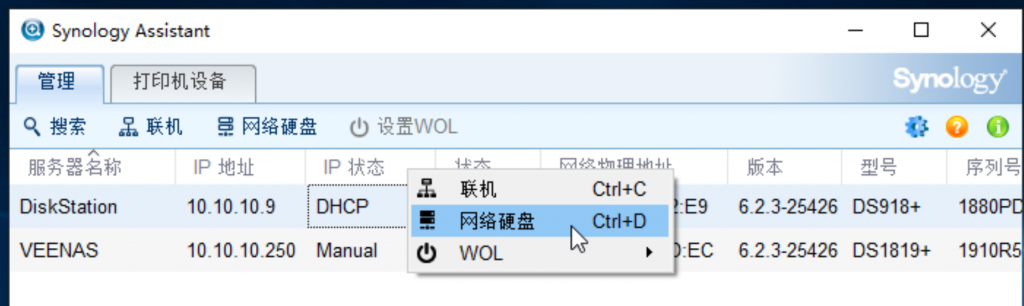 Synology Assistant
管理 打印机设备
Synology
搜索 联机 网络硬盘 设置WOL
服务器名称 IP 地址 IP 状态 状态 网络物理地址 版本 型号 序列号
联机 Ctrl+C
DiskStation 10.10.10.9 DHCP 网络硬盘 Ctrl+D 2:E9 6.2.3-25426 DS918+ 1880PD
VEENAS 10.10.10.250 Manual WOL D:EC 6.2.3-25426 DS1819+ 1910R5